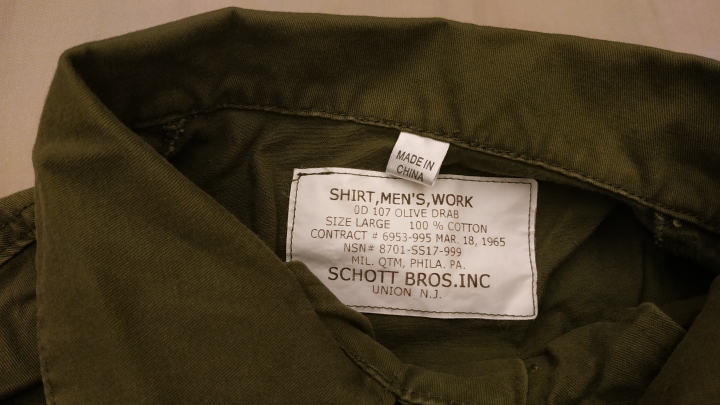 MADE IN
CHINA
SHIRT,MEN'S,WORK
OD 107 OLIVE DRAB
SIZE LARGE 100 % COTTON
CONTRACT # 6953-995 MAR. 18, 1965
NSN# 8701-SS17-999
MIL. QTM, PHILA. PA.
SCHOTT BROS.INC
UNION N.J.